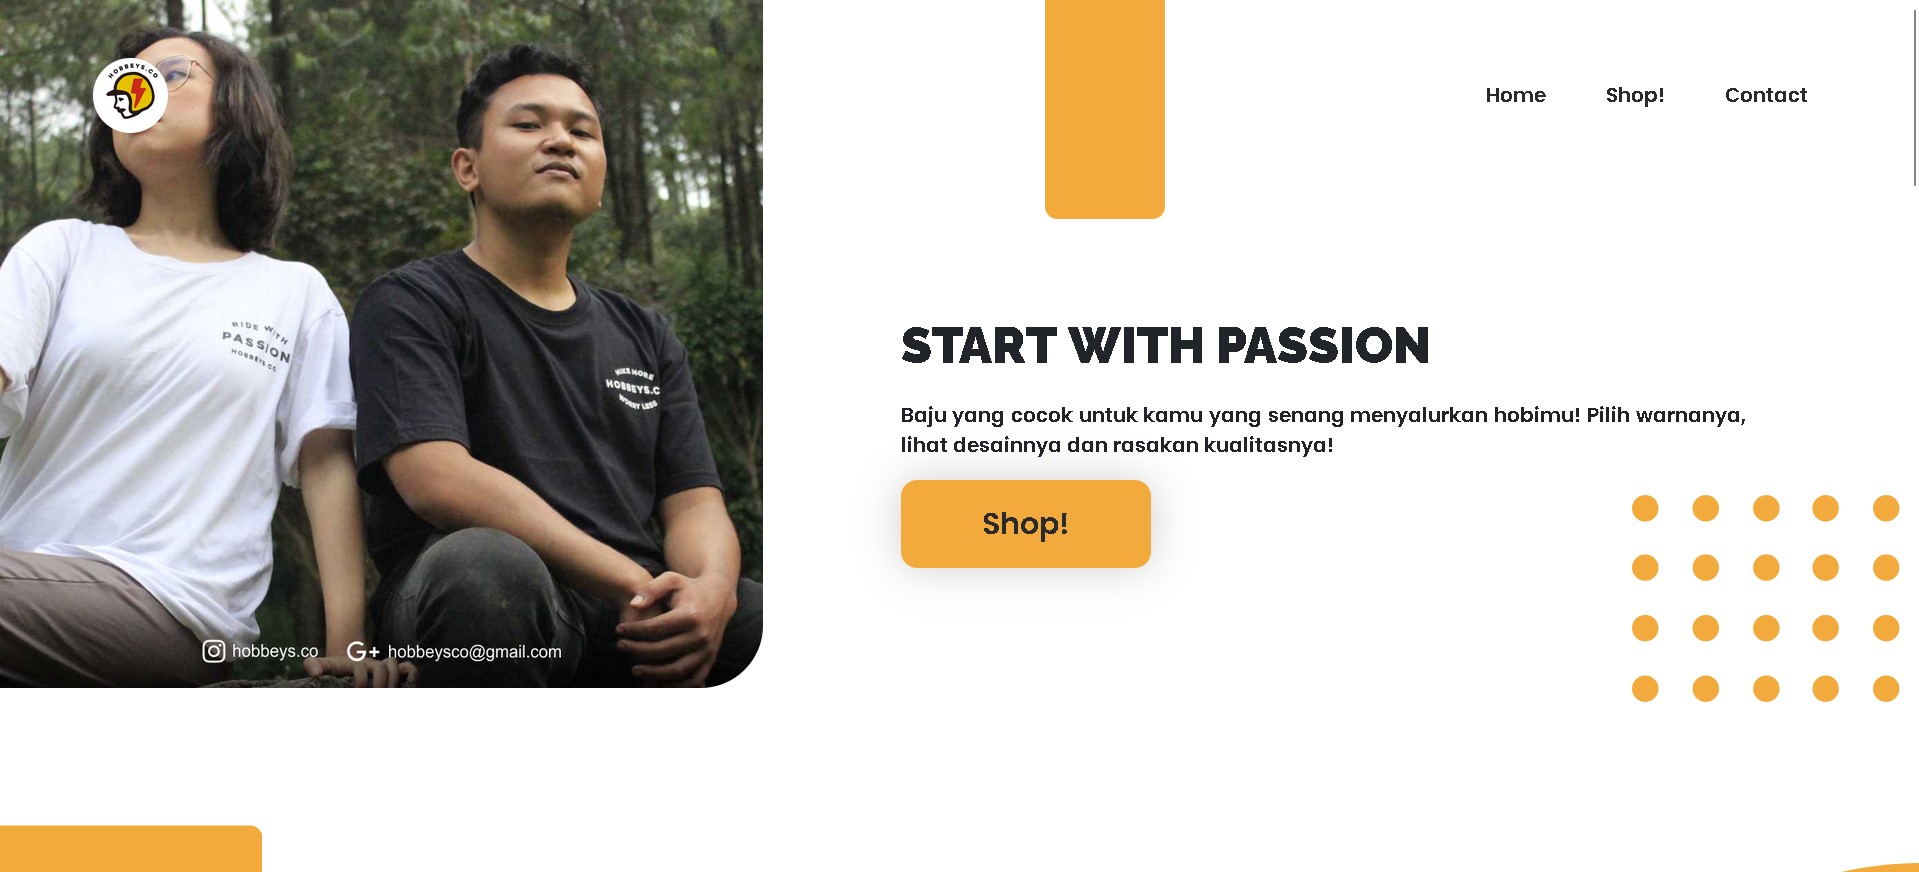 HOBBEYS.CO
Home
Shop!
Contact
RIDE WITH
PASSION
HOBBEYS.CO
HIKE MORE
HOBBEYS.C
WORRY LESS
START WITH PASSION
Baju yang cocok untuk kamu yang senang menyalurkan hobimu! Pilih warnanya,
lihat desainnya dan rasakan kualitasnya!
Shop!
hobbeys.co
G+ hobbeysco@gmail.com